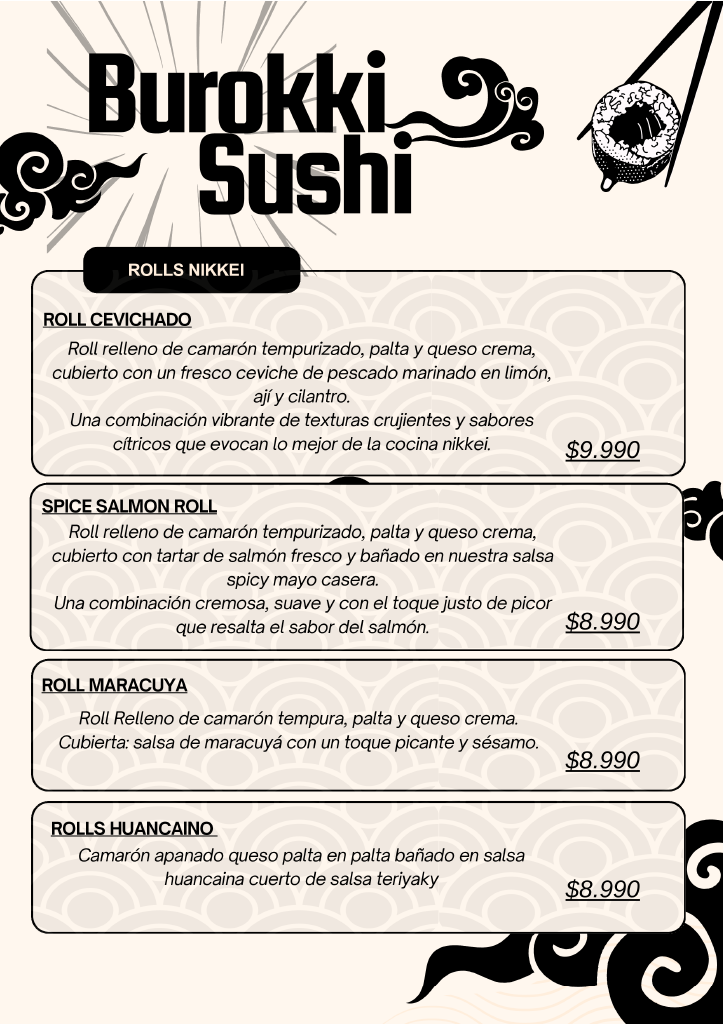 Burokki
Sushi
ROLLS NIKKEI
ROLL CEVICHADO
Roll relleno de camarón tempurizado, palta y queso crema,
cubierto con un fresco ceviche de pescado marinado en limón,
ají y cilantro.
Una combinación vibrante de texturas crujientes y sabores
cítricos que evocan lo mejor de la cocina nikkei.
$9.990
SPICE SALMON ROLL
Roll relleno de camarón tempurizado, palta y queso crema,
cubierto con tartar de salmón fresco y bañado en nuestra salsa
spicy mayo casera.
Una combinación cremosa, suave y con el toque justo de picor
que resalta el sabor del salmón.
$8.990
ROLL MARACUYA
Roll Relleno de camarón tempura, palta y queso crema.
Cubierta: salsa de maracuyá con un toque picante y sésamo.
$8.990
ROLLS HUANCAINO
Camarón apanado queso palta en palta bañado en salsa
huancaina cuerto de salsa teriyaky
$8.990